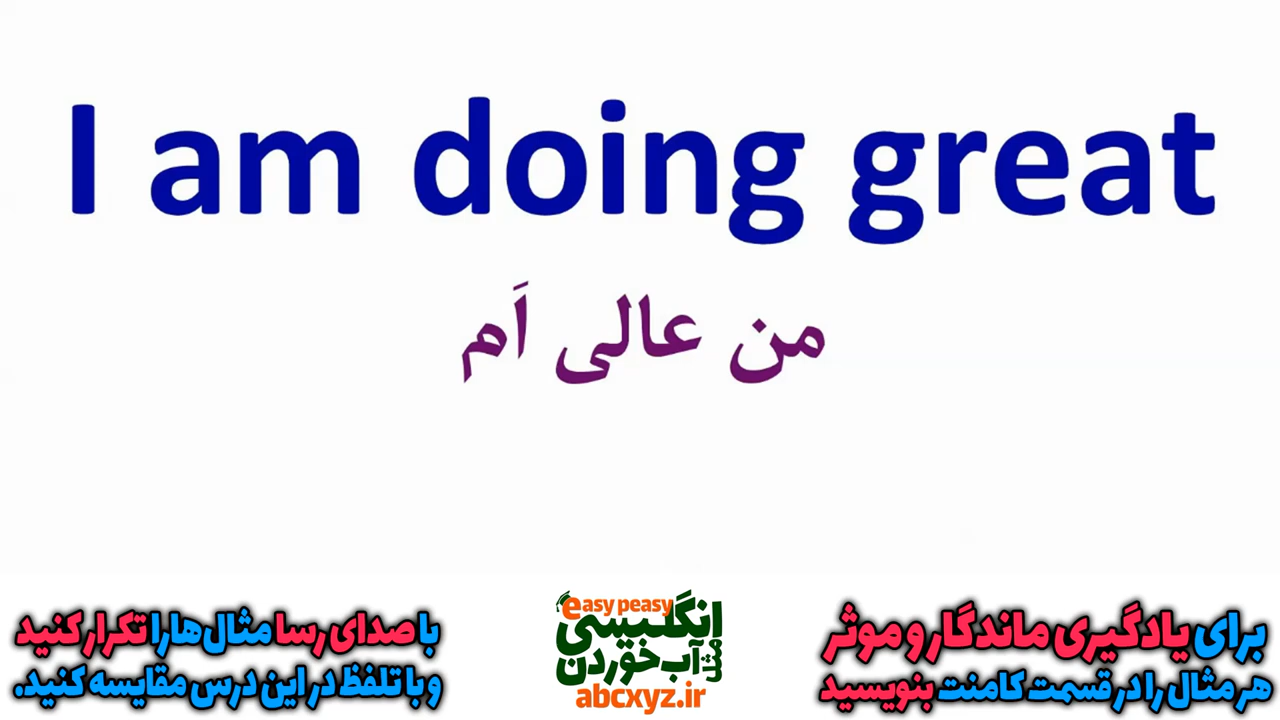 I am doing great
من عالی اَم
برای یادگیری ماندگار و موثر
هر مثال را در قسمت کامنت بنویسید
easy peasy
انگلیسی
مثل آب خوردن
abcxyz.ir
با صدای رسا مثال‌ها را تکرار کنید
و با تلفظ در این درس مقایسه کنید.